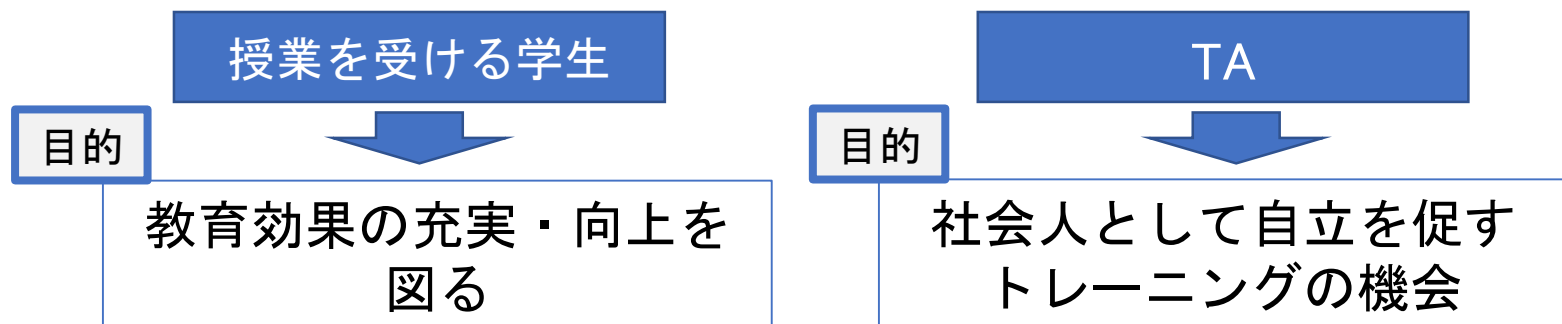 授業を受ける学生
目的
教育効果の充実・向上を
図る
TA
目的
社会人として自立を促す
トレーニングの機会